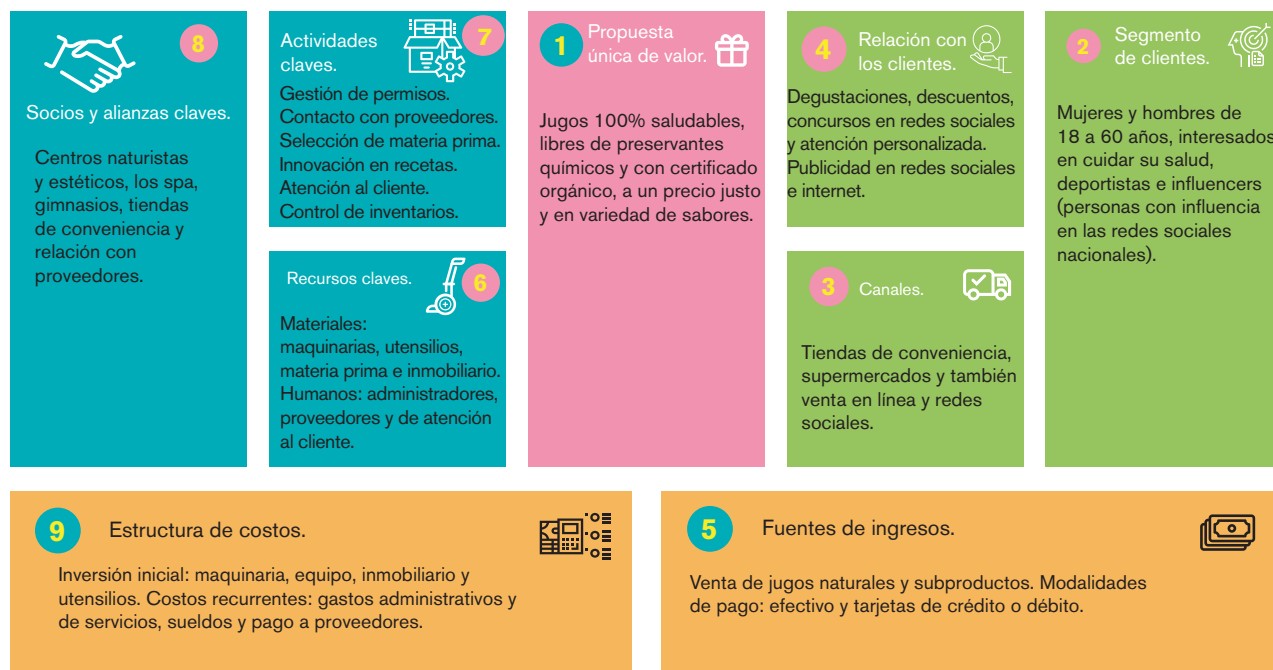 8
Socios y alianzas claves.
Centros naturistas
y estéticos, los spa,
gimnasios, tiendas
de conveniencia y
relación con
proveedores.
Actividades
claves.
7
Gestión de permisos.
Contacto con proveedores.
Selección de materia prima.
Innovación en recetas.
Atención al cliente.
Control de inventarios.
Recursos claves.
6
Materiales:
maquinarias, utensilios,
materia prima e inmobiliario.
Humanos: administradores,
proveedores y de atención
al cliente.
1
Propuesta
única de valor.
Jugos 100% saludables,
libres de preservantes
químicos y con certificado
orgánico, a un precio justo
y en variedad de sabores.
4
Relación con
los clientes.
Degustaciones, descuentos,
concursos en redes sociales
y atención personalizada.
Publicidad en redes sociales
e internet.
3
Canales.
Tiendas de conveniencia,
supermercados y también
venta en línea y redes
sociales.
2
Segmento
de clientes.
Mujeres y hombres de
18 a 60 años, interesados
en cuidar su salud,
deportistas e influencers
(personas con influencia
en las redes sociales
nacionales).
9
Estructura de costos.
Inversión inicial: maquinaria, equipo, inmobiliario y
utensilios. Costos recurrentes: gastos administrativos y
de servicios, sueldos y pago a proveedores.
5
Fuentes de ingresos.
Venta de jugos naturales y subproductos. Modalidades
de pago: efectivo y tarjetas de crédito o débito.